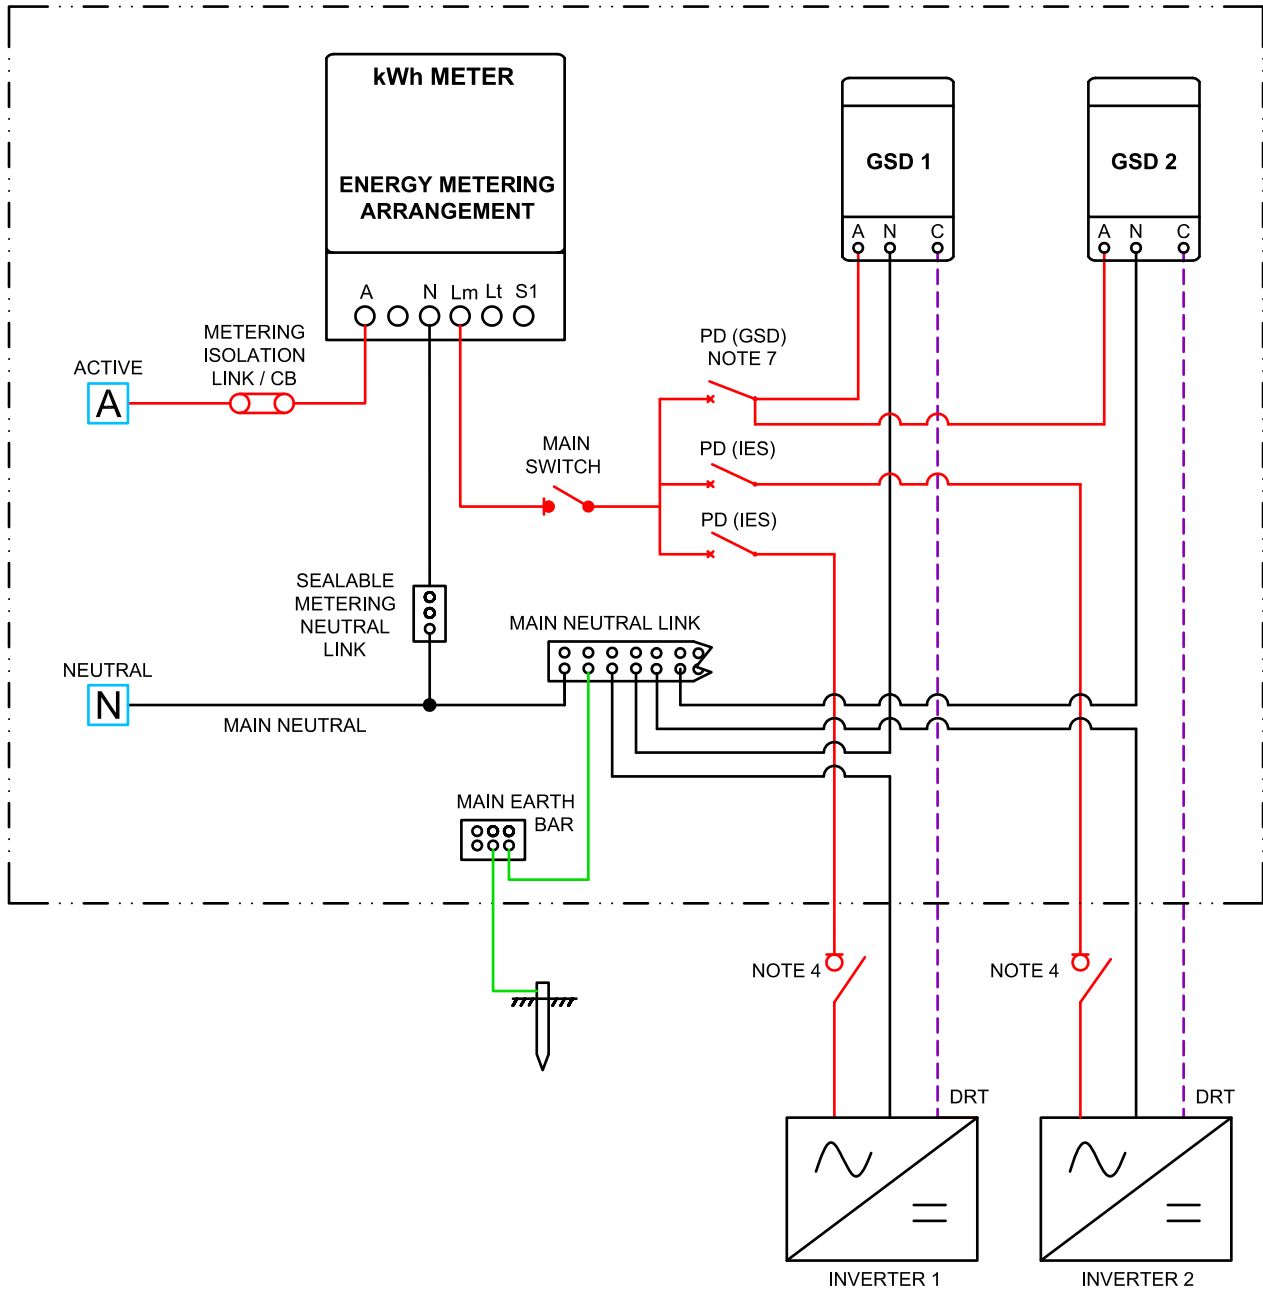 kWh METER
ENERGY METERING
ARRANGEMENT
A N Lm Lt S1
GSD 1
A N C
GSD 2
A N C
METERING
ISOLATION
LINK / CB
ACTIVE
A
PD (GSD)
NOTE 7
MAIN
SWITCH
PD (IES)
PD (IES)
SEALABLE
METERING
NEUTRAL
LINK
MAIN NEUTRAL LINK
NEUTRAL
N
MAIN NEUTRAL
MAIN EARTH
BAR
NOTE 4
NOTE 4
DRT
DRT
INVERTER 1
INVERTER 2